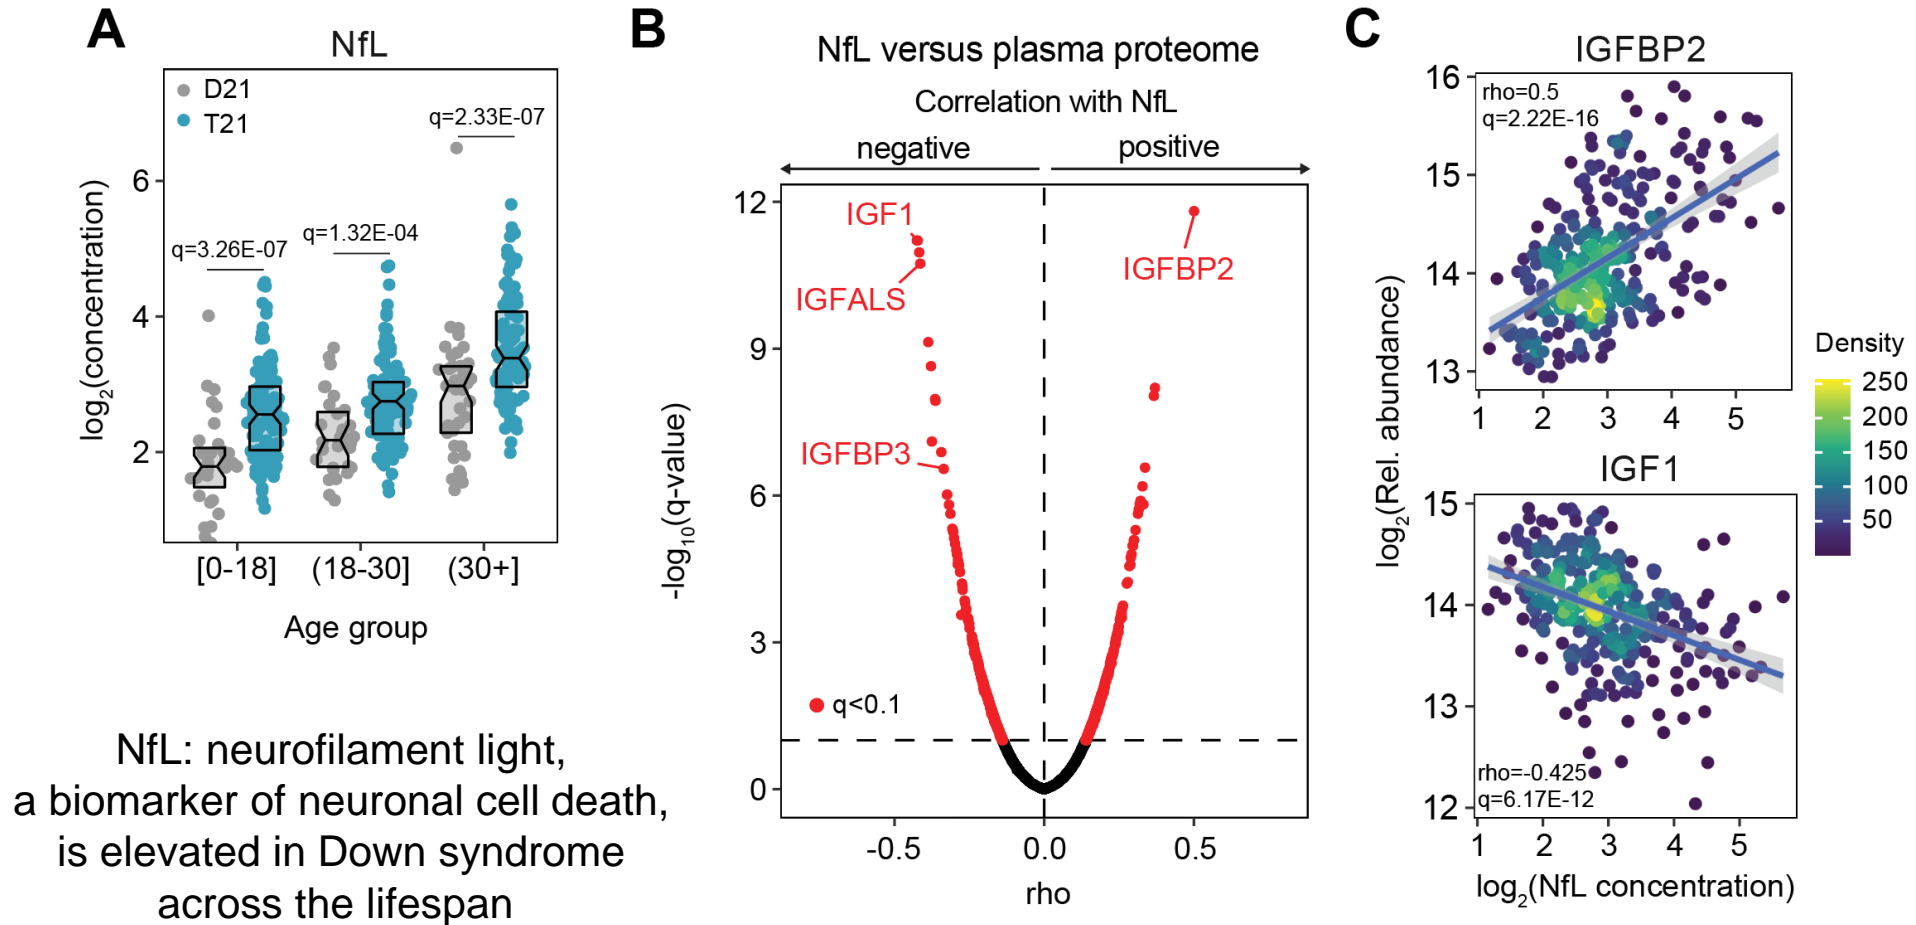 A
NfL
D21
T21
q=3.26E-07
q=1.32E-04
q=2.33E-07
log2(concentration)
6
4
2
[0-18]
(18-30]
(30+]
Age group
NfL: neurofilament light,
a biomarker of neuronal cell death,
is elevated in Down syndrome
across the lifespan
B
NfL versus plasma proteome
Correlation with NfL
negative
positive
IGF1
IGFALS
IGFBP3
IGFBP2
q<0.1
-log10(q-value)
12
9
6
3
0
-0.5
0.0
0.5
rho
C
IGFBP2
rho=0.5
q=2.22E-16
16
15
14
13
1
2
3
4
5
log2(Rel. abundance)
IGF1
rho=-0.425
q=6.17E-12
15
14
13
12
1
2
3
4
5
log2(NfL concentration)
Density
250
200
150
100
50